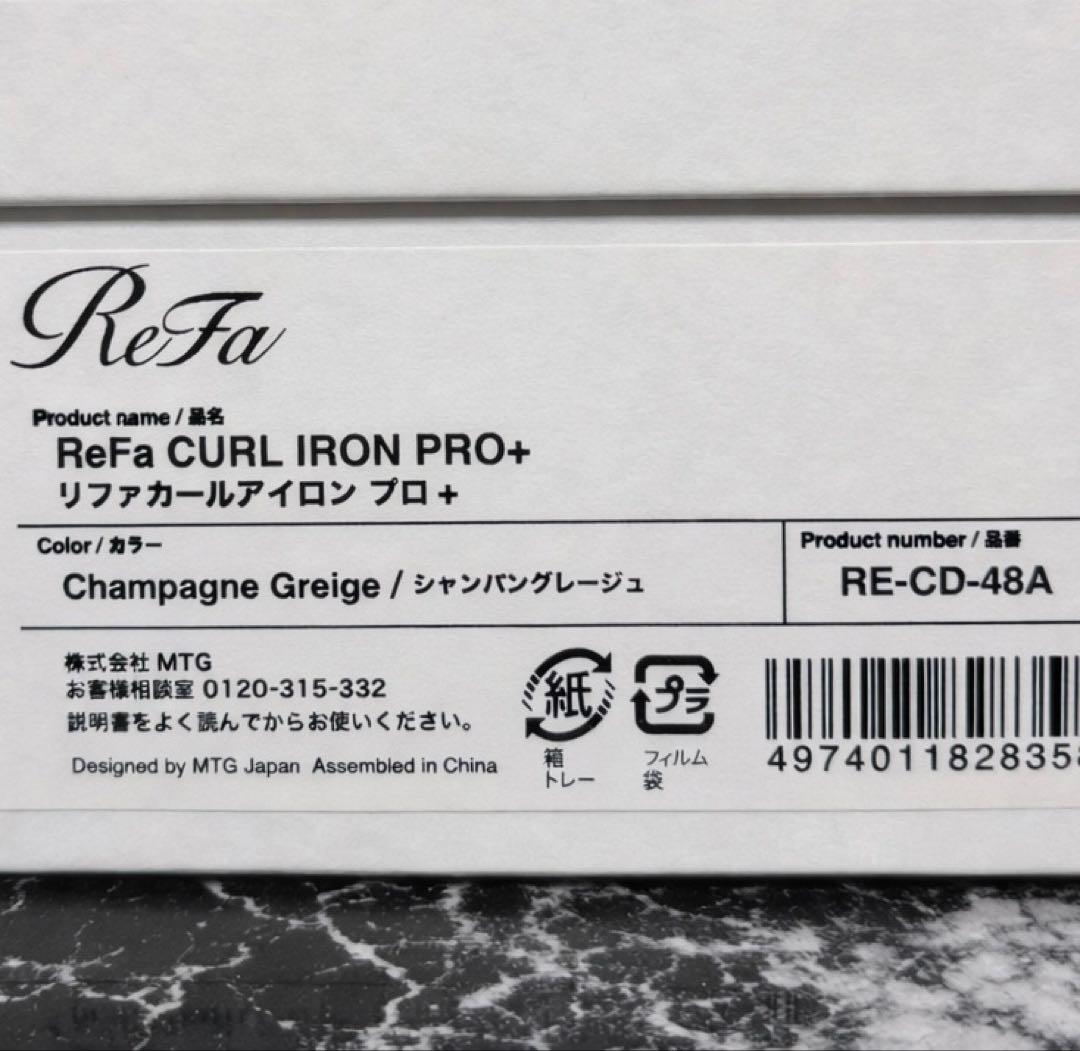 ReFa
Product name / 品名
ReFa CURL IRON PRO+
リファカールアイロン プロ+
Color / カラー
Champagne Greige / シャンパングレージュ
Product number / 品番
RE-CD-48A
株式会社 MTG
お客様相談室 0120-315-332
説明書をよく読んでからお使いください。
Designed by MTG Japan Assembled in China
紙
箱
トレー
プラ
フィルム
袋
497401182835